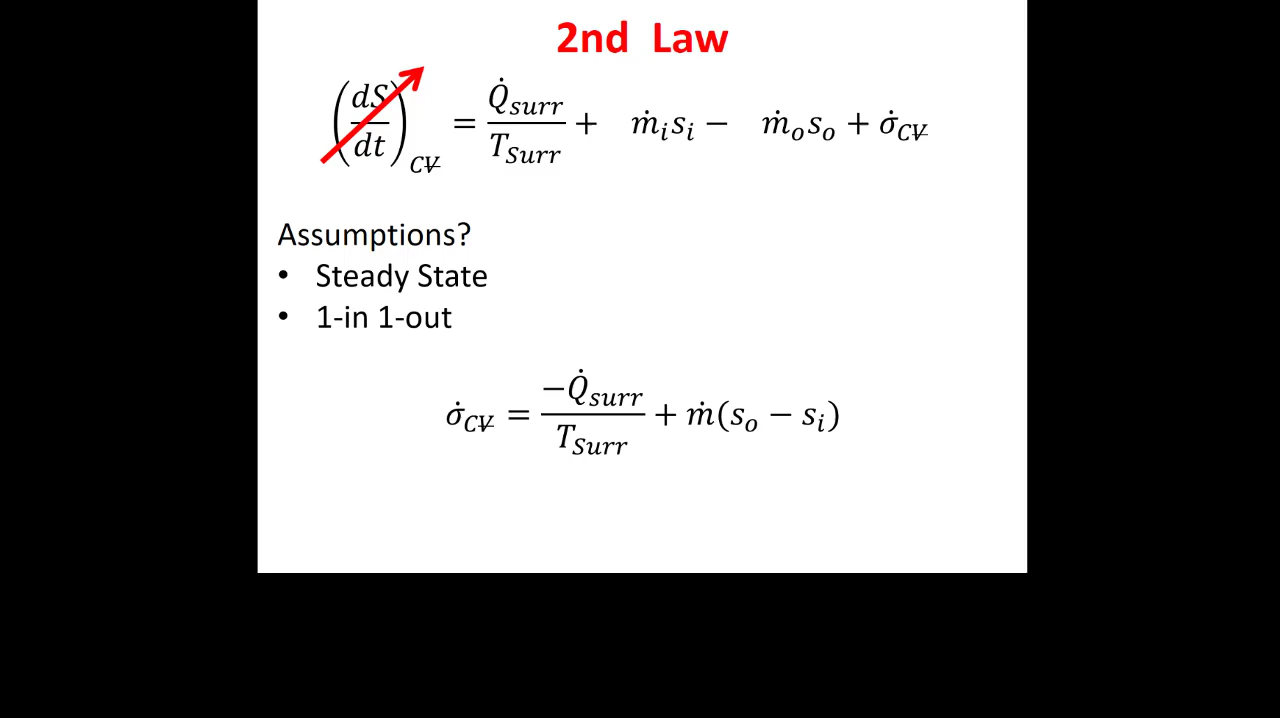 2nd Law
(dS/dt)_CV̶ = Q̇_surr/T_Surr + ṁ_i s_i − ṁ_o s_o + σ̇_CV̶
Assumptions?
• Steady State
• 1-in 1-out
σ̇_CV̶ = −Q̇_surr/T_Surr + ṁ(s_o − s_i)